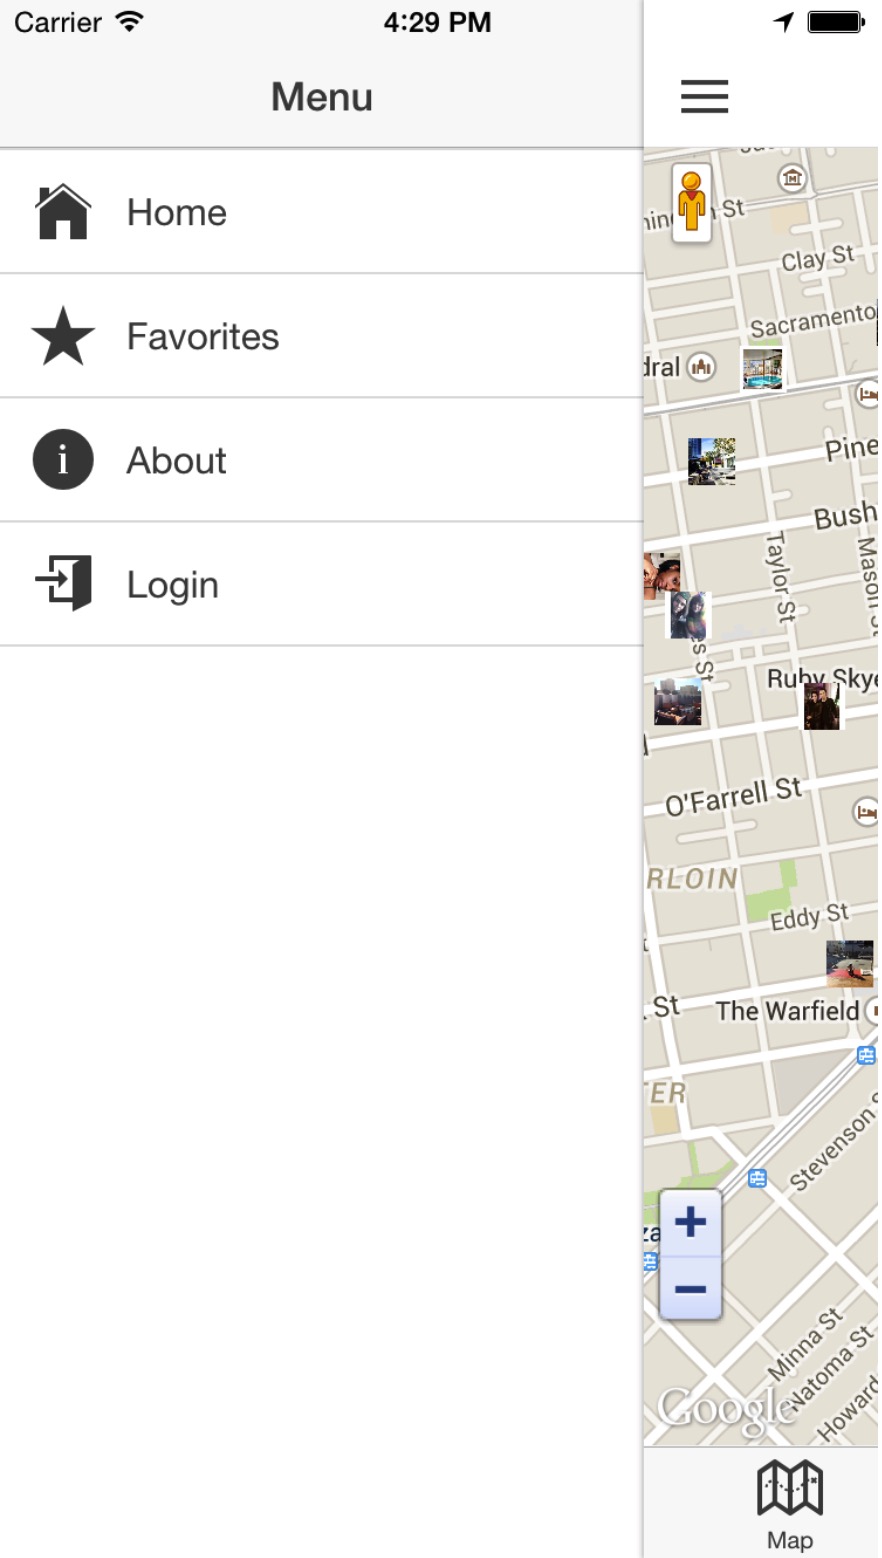 Carrier
4:29 PM
Menu
Home
Favorites
About
Login
St
Clay St
Sacramento
Pine
Bush
Taylor St
Mason St
s St
Ruby Skye
O'Farrell St
RLOIN
Eddy St
St
The Warfield
TER
Stevenson
+
−
Minna St
Natoma St
Howard
Google
Map